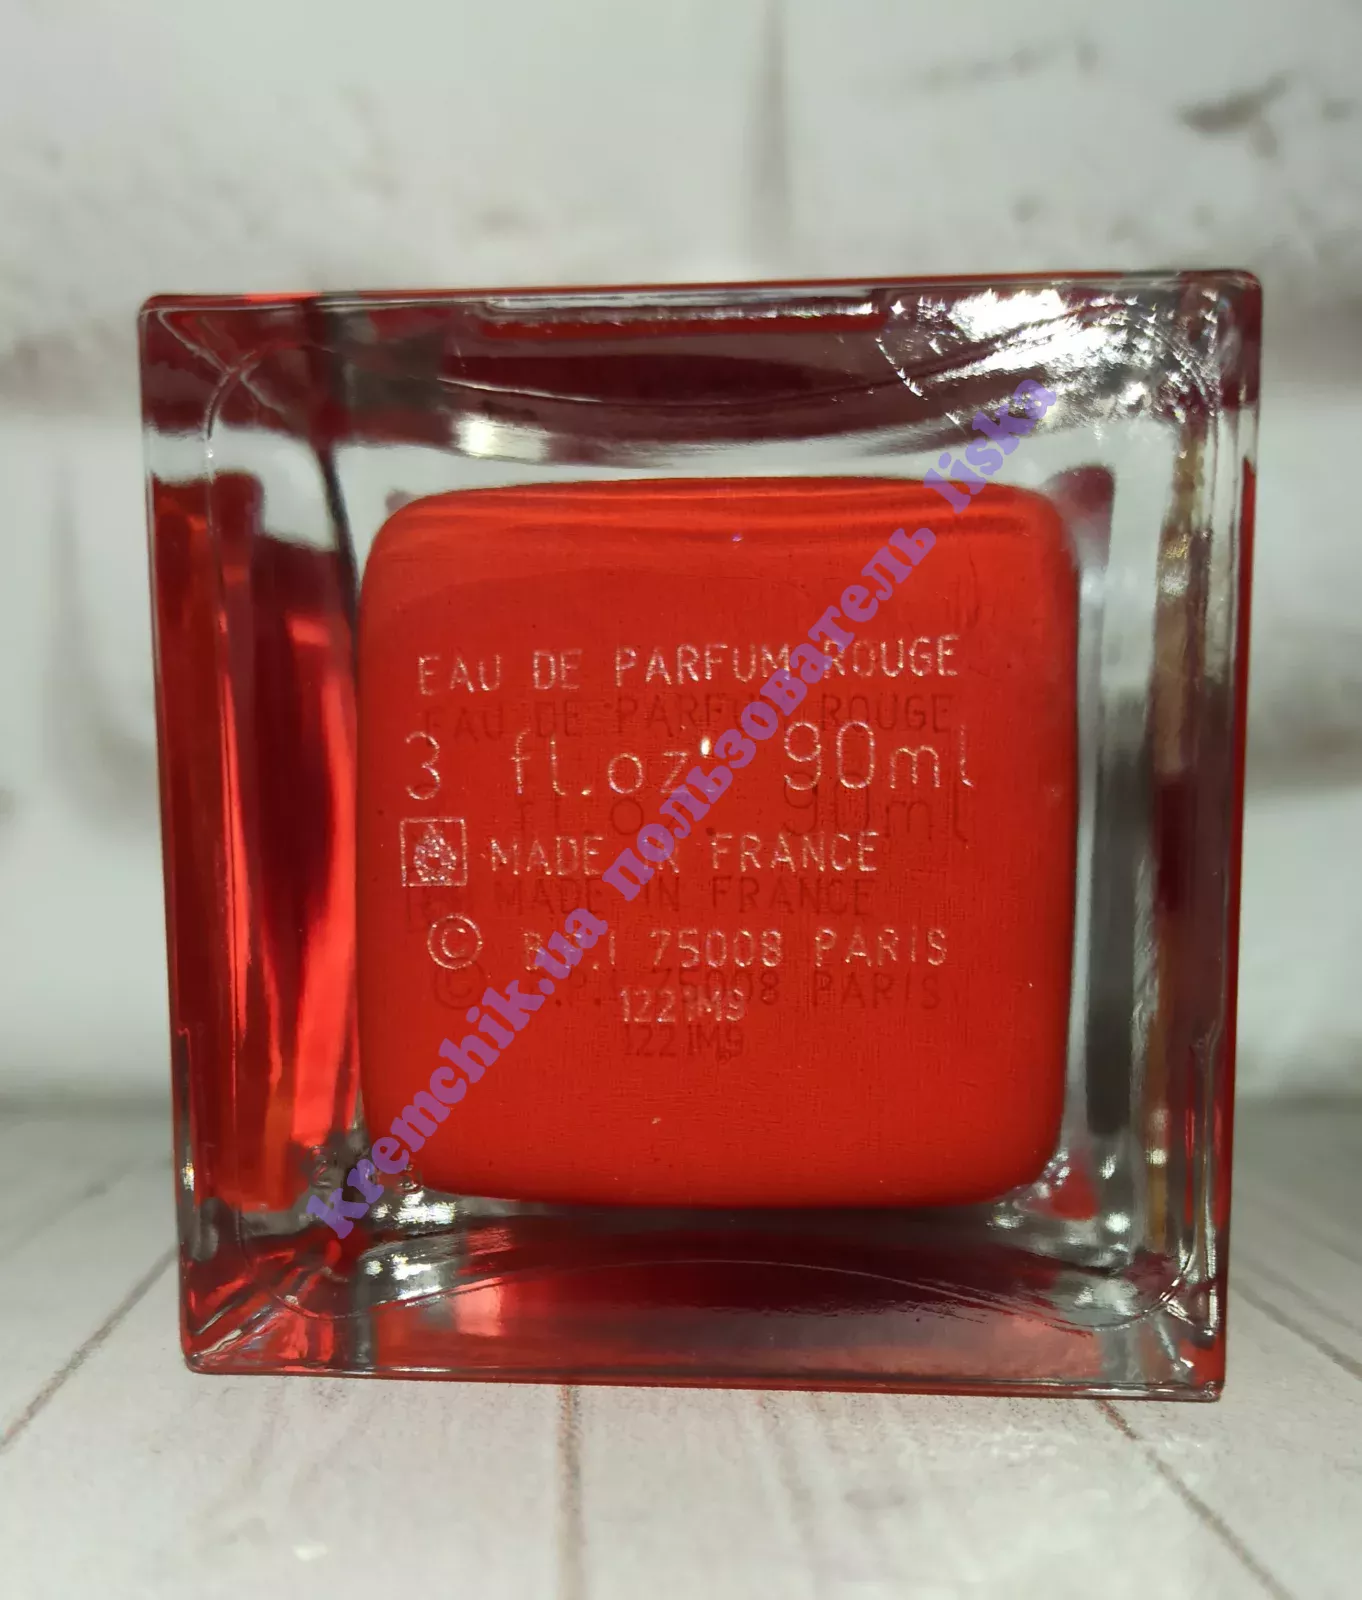 EAU DE PARFUM ROUGE
3 fl.oz. 90ml
MADE IN FRANCE
© 75008 PARIS
1221M9
kremchik.ua пользователь liska